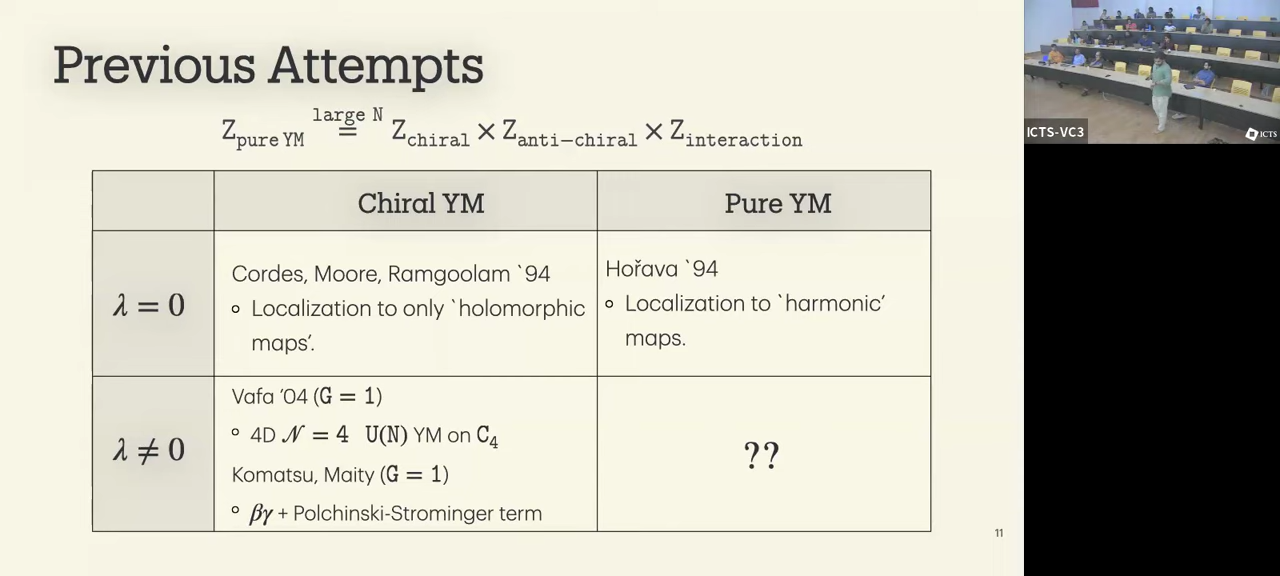 Previous Attempts
Z_pure YM =^large N Z_chiral × Z_anti−chiral × Z_interaction
Chiral YM
Pure YM
λ = 0
Cordes, Moore, Ramgoolam `94
∘ Localization to only `holomorphic
maps'.
Hořava `94
∘ Localization to `harmonic'
maps.
λ ≠ 0
Vafa '04 (G = 1)
∘ 4D 𝒩 = 4 U(N) YM on C₄
Komatsu, Maity (G = 1)
∘ βγ + Polchinski-Strominger term
??
11
ICTS-VC3
ICTS